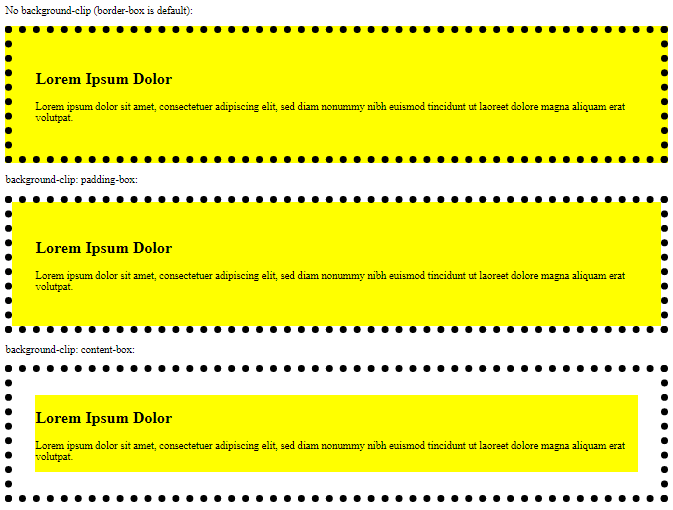 No background-clip (border-box is default):
Lorem Ipsum Dolor
Lorem ipsum dolor sit amet, consectetuer adipiscing elit, sed diam nonummy nibh euismod tincidunt ut laoreet dolore magna aliquam erat
volutpat.
background-clip: padding-box:
Lorem Ipsum Dolor
Lorem ipsum dolor sit amet, consectetuer adipiscing elit, sed diam nonummy nibh euismod tincidunt ut laoreet dolore magna aliquam erat
volutpat.
background-clip: content-box:
Lorem Ipsum Dolor
Lorem ipsum dolor sit amet, consectetuer adipiscing elit, sed diam nonummy nibh euismod tincidunt ut laoreet dolore magna aliquam erat
volutpat.